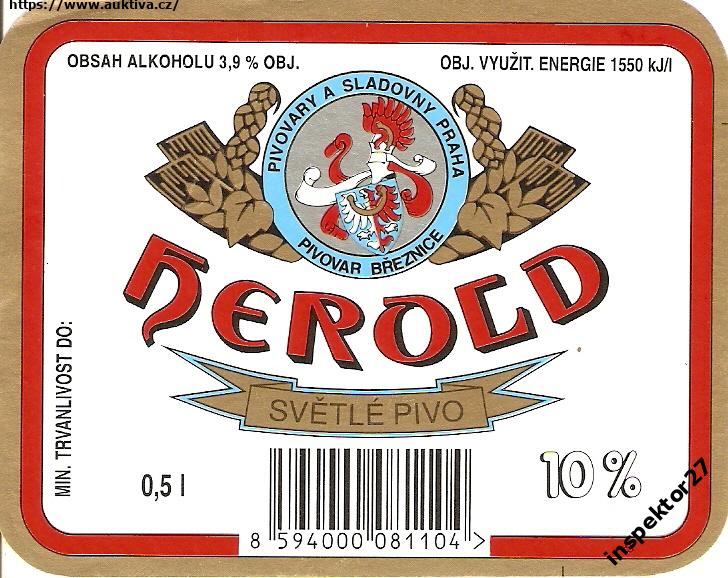 https://www.auktiva.cz/
OBSAH ALKOHOLU 3,9 % OBJ.
OBJ. VYUŽIT. ENERGIE 1550 kJ/l
PIVOVARY A SLADOVNY PRAHA
PIVOVAR BŘEZNICE
HEROLD
SVĚTLÉ PIVO
MIN. TRVANLIVOST DO:
0,5 l
10%
8 594000 081104 >
inspektor27